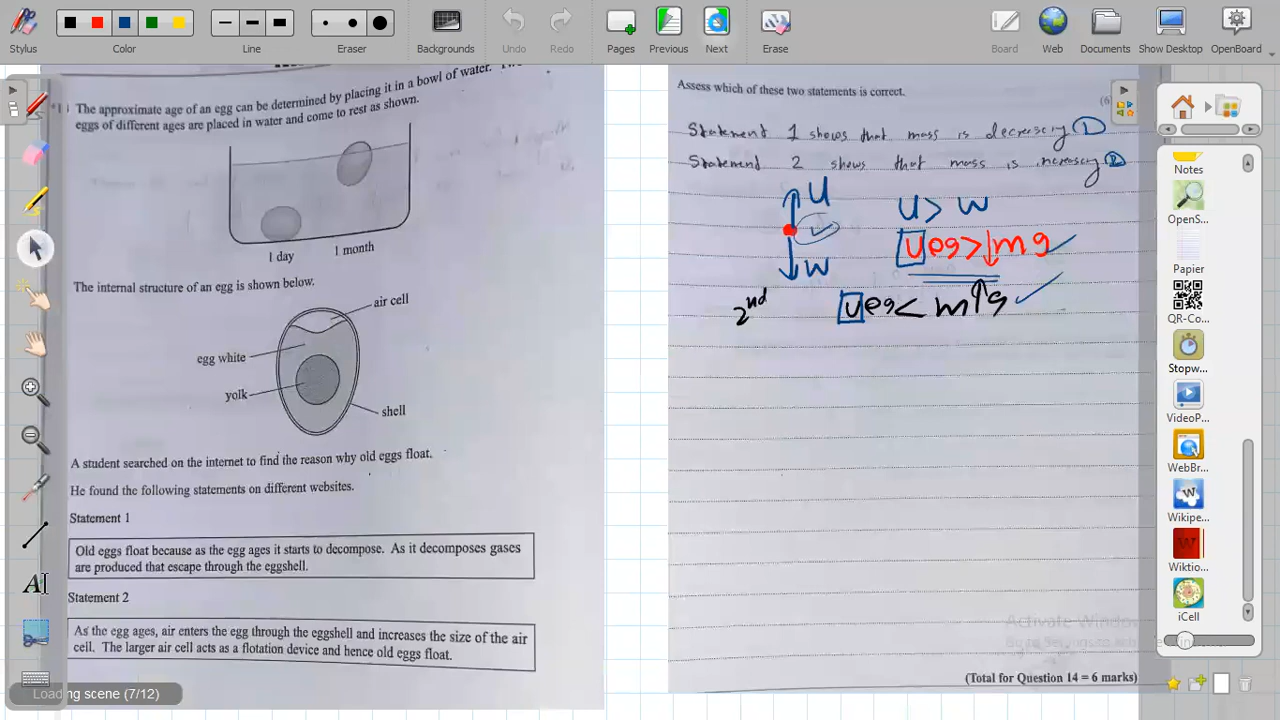 Stylus
Color
Line
Eraser
Backgrounds
Undo
Redo
Pages
Previous
Next
Erase
Board
Web
Documents
Show Desktop
OpenBoard
The approximate age of an egg can be determined by placing it in a bowl of water.
eggs of different ages are placed in water and come to rest as shown.
1 day
1 month
The internal structure of an egg is shown below.
air cell
egg white
yolk
shell
A student searched on the internet to find the reason why old eggs float.
He found the following statements on different websites.
Statement 1
Old eggs float because as the egg ages it starts to decompose. As it decomposes gases
are produced that escape through the eggshell.
Statement 2
As the egg ages, air enters the egg through the eggshell and increases the size of the air
cell. The larger air cell acts as a flotation device and hence old eggs float.
Loading scene (7/12)
Assess which of these two statements is correct.
(6
Statement 1 shows that mass is decreasing 1
Statement 2 shows that mass is increasing 2
U
U > W
W
Ueg > ↓mg
2nd
Ueg < m↑g
(Total for Question 14 = 6 marks)
Activate Window
Notes
OpenS...
Papier
QR-Co...
Stopw...
VideoP...
WebBr...
Wikipe...
Wiktio...
iCell